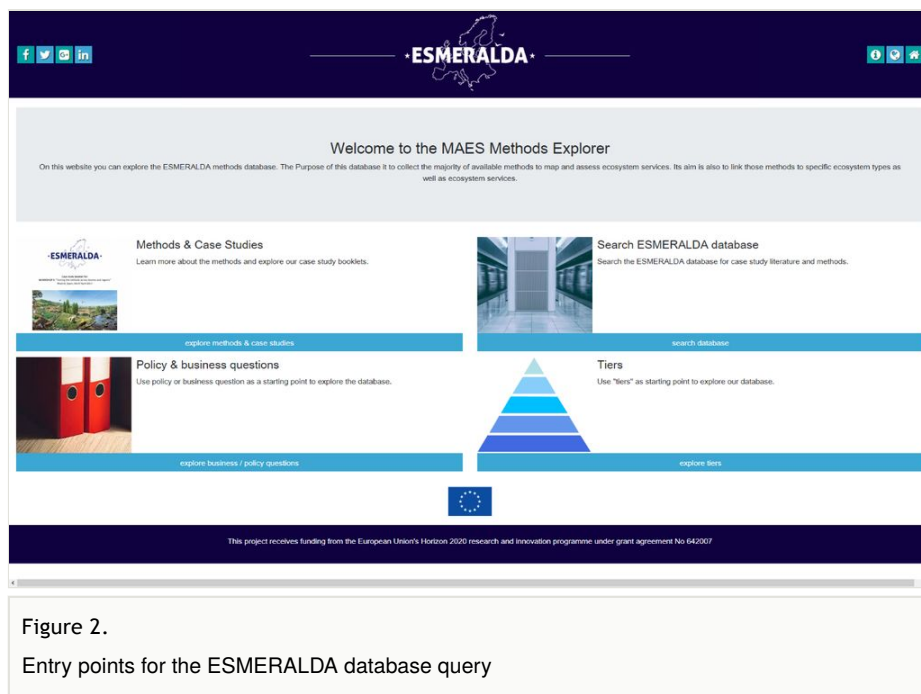 ESMERALDA
Welcome to the MAES Methods Explorer
On this website you can explore the ESMERALDA methods database. The Purpose of this database it to collect the majority of available methods to map and assess ecosystem services. Its aim is also to link those methods to specific ecosystem types as
well as ecosystem services.
ESMERALDA
Methods & Case Studies
Learn more about the methods and explore our case study booklets.
explore methods & case studies
Search ESMERALDA database
Search the ESMERALDA database for case study literature and methods.
search database
Policy & business questions
Use policy or business question as a starting point to explore the database.
explore business / policy questions
Tiers
Use "tiers" as starting point to explore our database.
explore tiers
This project receives funding from the European Union's Horizon 2020 research and innovation programme under grant agreement No 642007
Figure 2.
Entry points for the ESMERALDA database query